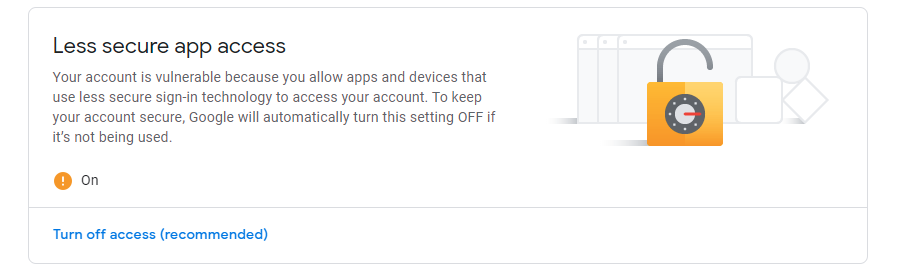 Less secure app access
Your account is vulnerable because you allow apps and devices that
use less secure sign-in technology to access your account. To keep
your account secure, Google will automatically turn this setting OFF if
it’s not being used.
On
Turn off access (recommended)